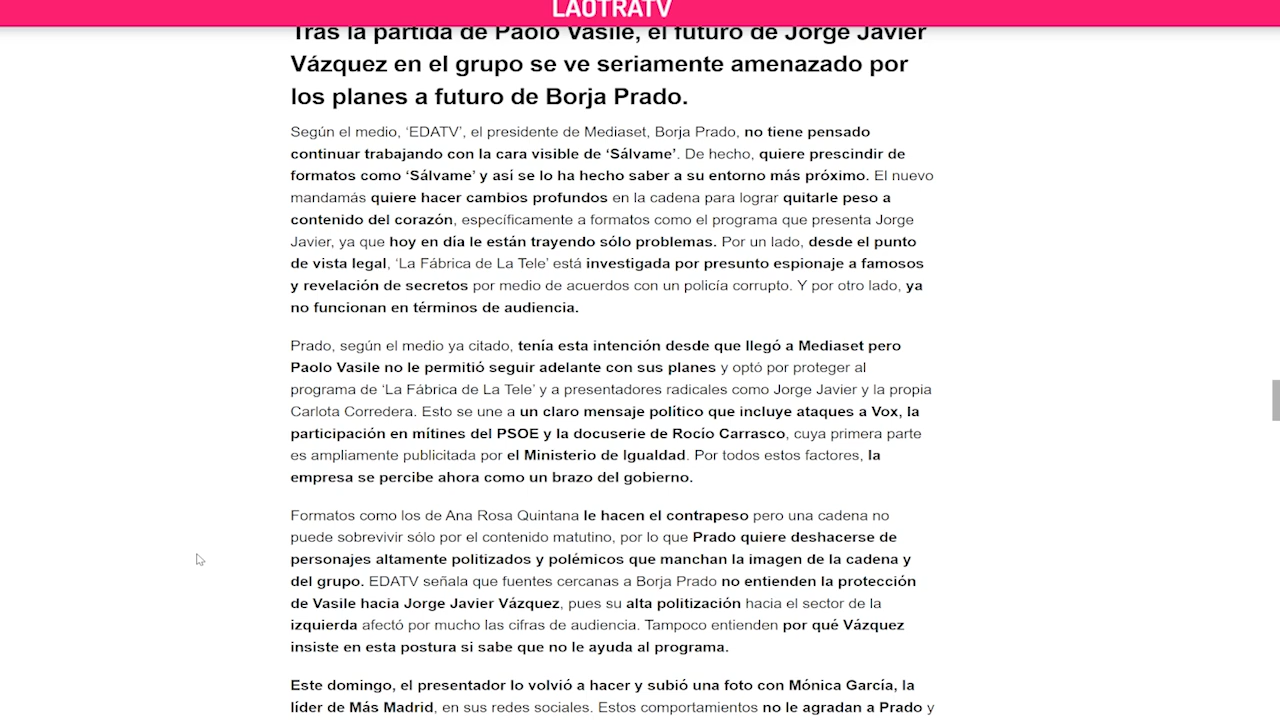 LAOTRATV
Tras la partida de Paolo Vasile, el futuro de Jorge Javier
Vázquez en el grupo se ve seriamente amenazado por
los planes a futuro de Borja Prado.
Según el medio, ‘EDATV’, el presidente de Mediaset, Borja Prado, no tiene pensado
continuar trabajando con la cara visible de ‘Sálvame’. De hecho, quiere prescindir de
formatos como ‘Sálvame’ y así se lo ha hecho saber a su entorno más próximo. El nuevo
mandamás quiere hacer cambios profundos en la cadena para lograr quitarle peso a
contenido del corazón, específicamente a formatos como el programa que presenta Jorge
Javier, ya que hoy en día le están trayendo sólo problemas. Por un lado, desde el punto
de vista legal, ‘La Fábrica de La Tele’ está investigada por presunto espionaje a famosos
y revelación de secretos por medio de acuerdos con un policía corrupto. Y por otro lado, ya
no funcionan en términos de audiencia.
Prado, según el medio ya citado, tenía esta intención desde que llegó a Mediaset pero
Paolo Vasile no le permitió seguir adelante con sus planes y optó por proteger al
programa de ‘La Fábrica de La Tele’ y a presentadores radicales como Jorge Javier y la propia
Carlota Corredera. Esto se une a un claro mensaje político que incluye ataques a Vox, la
participación en mítines del PSOE y la docuserie de Rocío Carrasco, cuya primera parte
es ampliamente publicitada por el Ministerio de Igualdad. Por todos estos factores, la
empresa se percibe ahora como un brazo del gobierno.
Formatos como los de Ana Rosa Quintana le hacen el contrapeso pero una cadena no
puede sobrevivir sólo por el contenido matutino, por lo que Prado quiere deshacerse de
personajes altamente politizados y polémicos que manchan la imagen de la cadena y
del grupo. EDATV señala que fuentes cercanas a Borja Prado no entienden la protección
de Vasile hacia Jorge Javier Vázquez, pues su alta politización hacia el sector de la
izquierda afectó por mucho las cifras de audiencia. Tampoco entienden por qué Vázquez
insiste en esta postura si sabe que no le ayuda al programa.
Este domingo, el presentador lo volvió a hacer y subió una foto con Mónica García, la
líder de Más Madrid, en sus redes sociales. Estos comportamientos no le agradan a Prado y